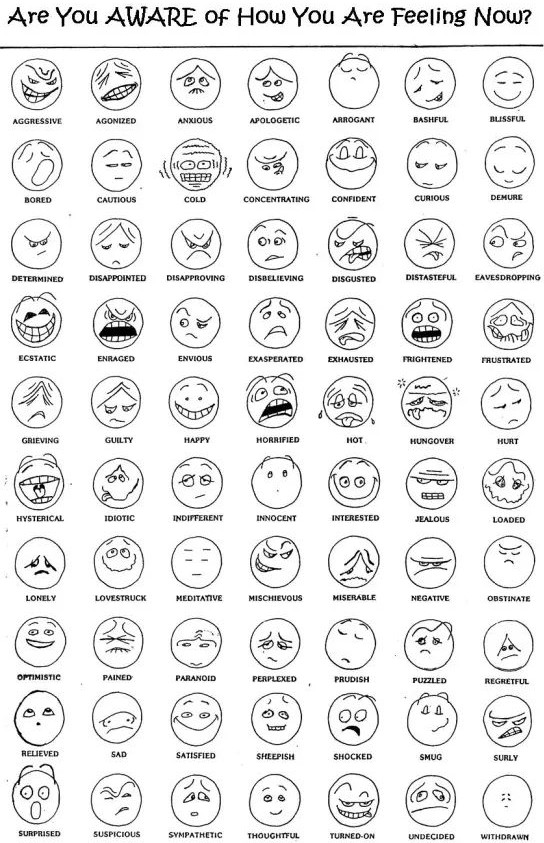 Are You AWARE of How You Are Feeling Now?
AGGRESSIVE AGONIZED ANXIOUS APOLOGETIC ARROGANT BASHFUL BLISSFUL
BORED CAUTIOUS COLD CONCENTRATING CONFIDENT CURIOUS DEMURE
DETERMINED DISAPPOINTED DISAPPROVING DISBELIEVING DISGUSTED DISTASTEFUL EAVESDROPPING
ECSTATIC ENRAGED ENVIOUS EXASPERATED EXHAUSTED FRIGHTENED FRUSTRATED
GRIEVING GUILTY HAPPY HORRIFIED HOT HUNGOVER HURT
HYSTERICAL IDIOTIC INDIFFERENT INNOCENT INTERESTED JEALOUS LOADED
LONELY LOVESTRUCK MEDITATIVE MISCHIEVOUS MISERABLE NEGATIVE OBSTINATE
OPTIMISTIC PAINED PARANOID PERPLEXED PRUDISH PUZZLED REGRETFUL
RELIEVED SAD SATISFIED SHEEPISH SHOCKED SMUG SURLY
SURPRISED SUSPICIOUS SYMPATHETIC THOUGHTFUL TURNED-ON UNDECIDED WITHDRAWN